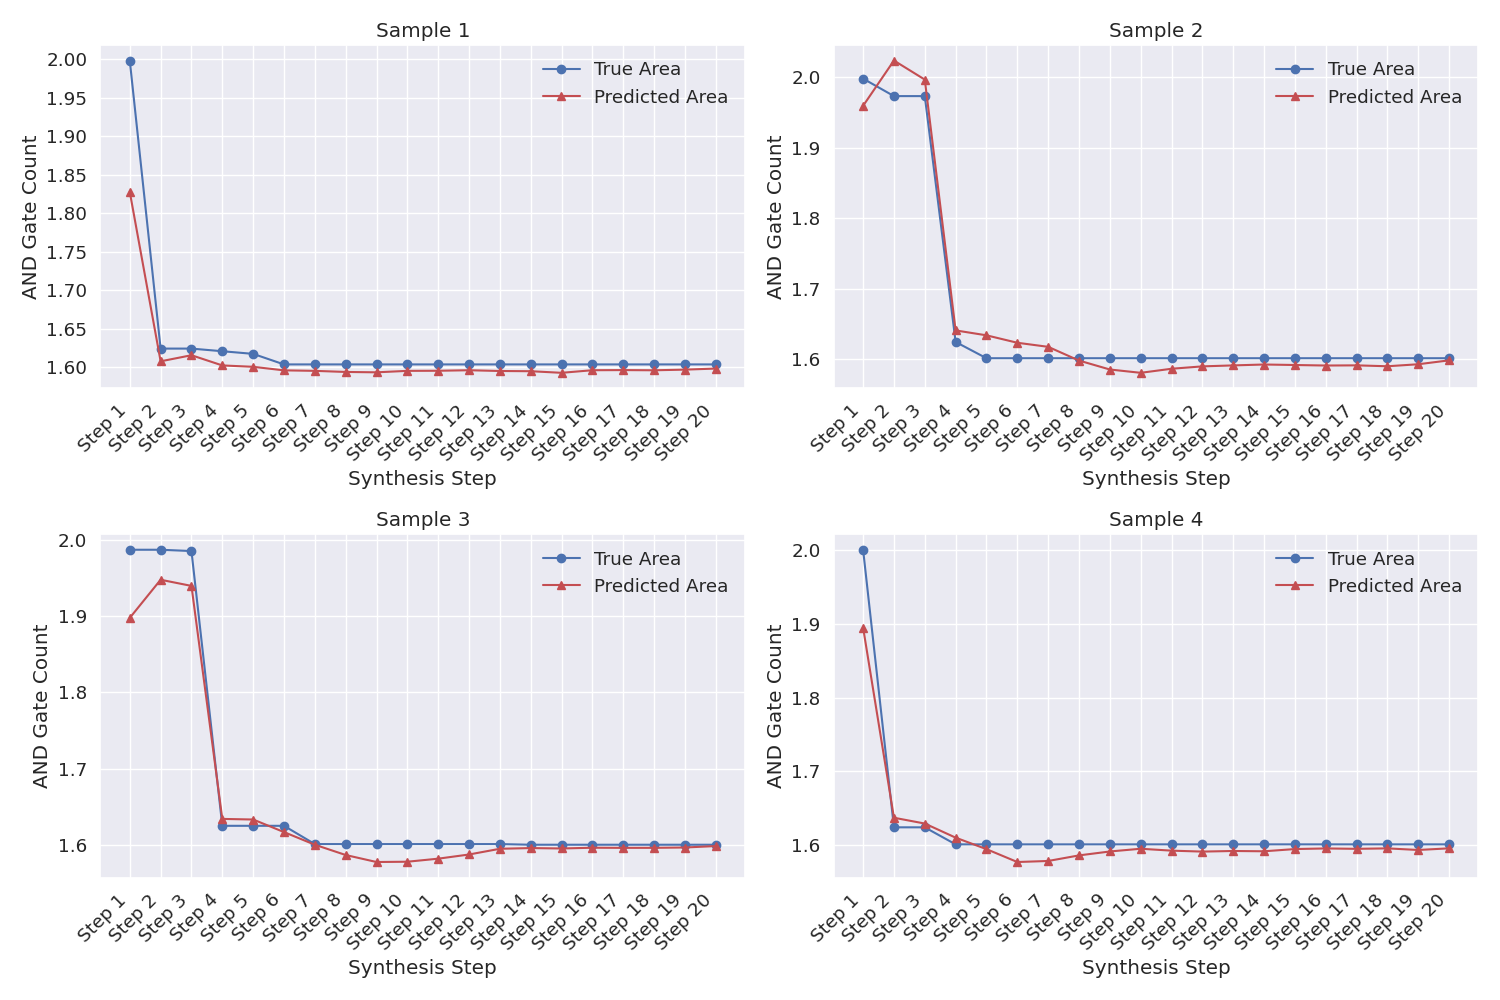 Sample 1
AND Gate Count
2.00
1.95
1.90
1.85
1.80
1.75
1.70
1.65
1.60
True Area
Predicted Area
Step 1
Step 2
Step 3
Step 4
Step 5
Step 6
Step 7
Step 8
Step 9
Step 10
Step 11
Step 12
Step 13
Step 14
Step 15
Step 16
Step 17
Step 18
Step 19
Step 20
Synthesis Step
Sample 2
AND Gate Count
2.0
1.9
1.8
1.7
1.6
True Area
Predicted Area
Step 1
Step 2
Step 3
Step 4
Step 5
Step 6
Step 7
Step 8
Step 9
Step 10
Step 11
Step 12
Step 13
Step 14
Step 15
Step 16
Step 17
Step 18
Step 19
Step 20
Synthesis Step
Sample 3
AND Gate Count
2.0
1.9
1.8
1.7
1.6
True Area
Predicted Area
Step 1
Step 2
Step 3
Step 4
Step 5
Step 6
Step 7
Step 8
Step 9
Step 10
Step 11
Step 12
Step 13
Step 14
Step 15
Step 16
Step 17
Step 18
Step 19
Step 20
Synthesis Step
Sample 4
AND Gate Count
2.0
1.9
1.8
1.7
1.6
True Area
Predicted Area
Step 1
Step 2
Step 3
Step 4
Step 5
Step 6
Step 7
Step 8
Step 9
Step 10
Step 11
Step 12
Step 13
Step 14
Step 15
Step 16
Step 17
Step 18
Step 19
Step 20
Synthesis Step